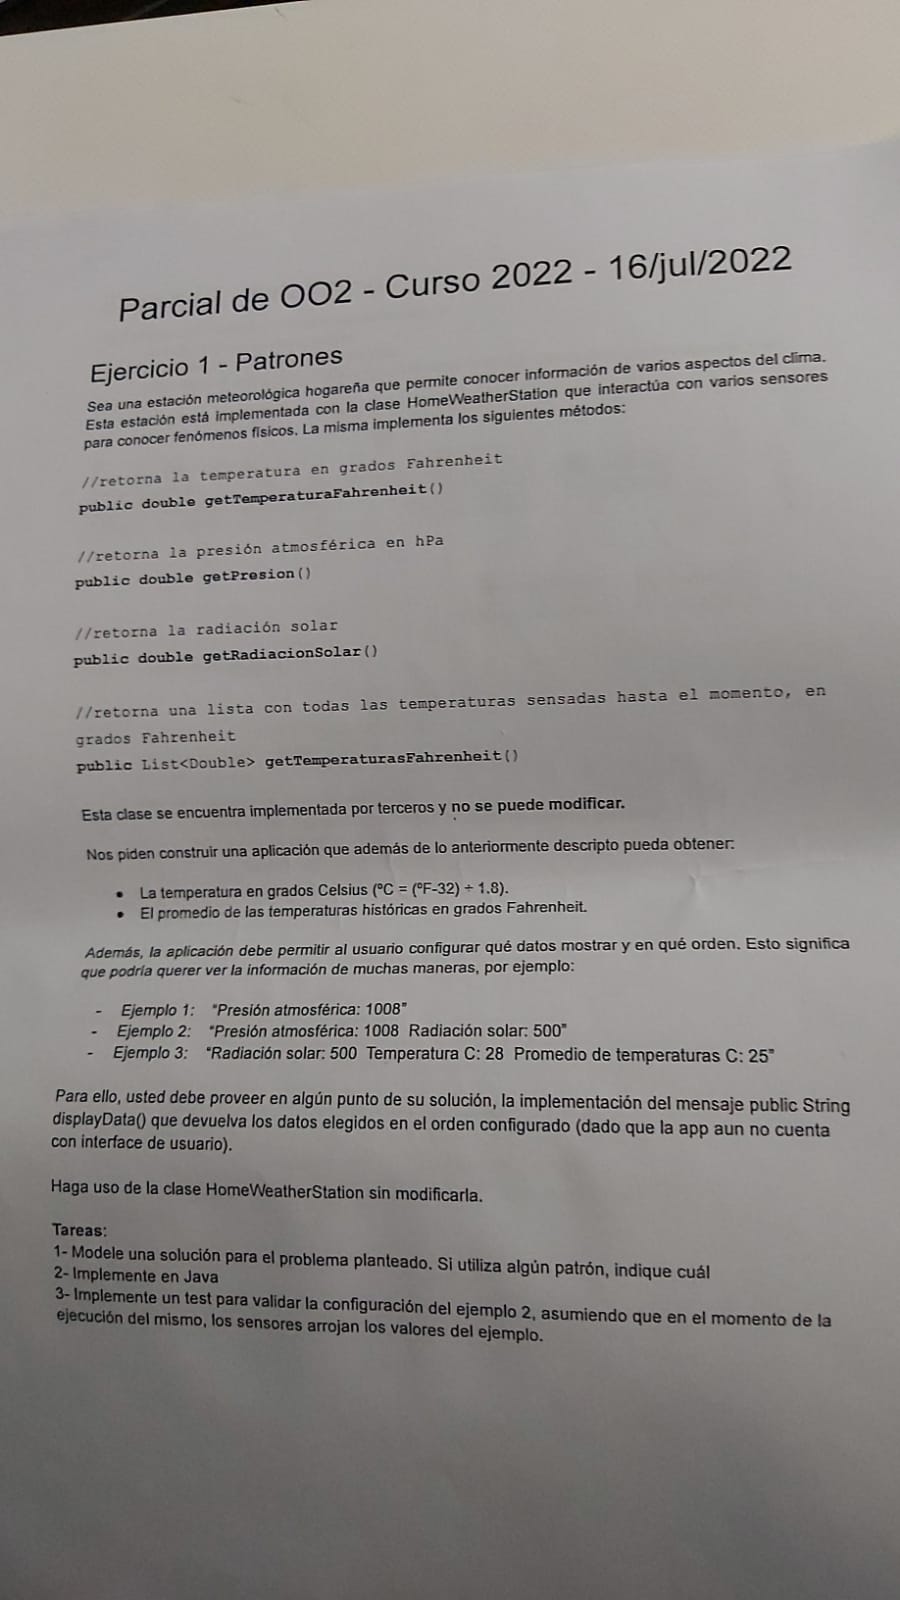 Parcial de OO2 - Curso 2022 - 16/jul/2022
Ejercicio 1 - Patrones
Sea una estación meteorológica hogareña que permite conocer información de varios aspectos del clima.
Esta estación está implementada con la clase HomeWeatherStation que interactúa con varios sensores
para conocer fenómenos físicos. La misma implementa los siguientes métodos:
//retorna la temperatura en grados Fahrenheit
public double getTemperaturaFahrenheit()
//retorna la presión atmosférica en hPa
public double getPresion()
//retorna la radiación solar
public double getRadiacionSolar()
//retorna una lista con todas las temperaturas sensadas hasta el momento, en
grados Fahrenheit
public List<Double> getTemperaturasFahrenheit()
Esta clase se encuentra implementada por terceros y no se puede modificar.
Nos piden construir una aplicación que además de lo anteriormente descripto pueda obtener:
• La temperatura en grados Celsius (ºC = (ºF-32) ÷ 1.8).
• El promedio de las temperaturas históricas en grados Fahrenheit.
Además, la aplicación debe permitir al usuario configurar qué datos mostrar y en qué orden. Esto significa
que podría querer ver la información de muchas maneras, por ejemplo:
- Ejemplo 1: "Presión atmosférica: 1008"
- Ejemplo 2: "Presión atmosférica: 1008 Radiación solar: 500"
- Ejemplo 3: "Radiación solar: 500 Temperatura C: 28 Promedio de temperaturas C: 25"
Para ello, usted debe proveer en algún punto de su solución, la implementación del mensaje public String
displayData() que devuelva los datos elegidos en el orden configurado (dado que la app aun no cuenta
con interface de usuario).
Haga uso de la clase HomeWeatherStation sin modificarla.
Tareas:
1- Modele una solución para el problema planteado. Si utiliza algún patrón, indique cuál
2- Implemente en Java
3- Implemente un test para validar la configuración del ejemplo 2, asumiendo que en el momento de la
ejecución del mismo, los sensores arrojan los valores del ejemplo.